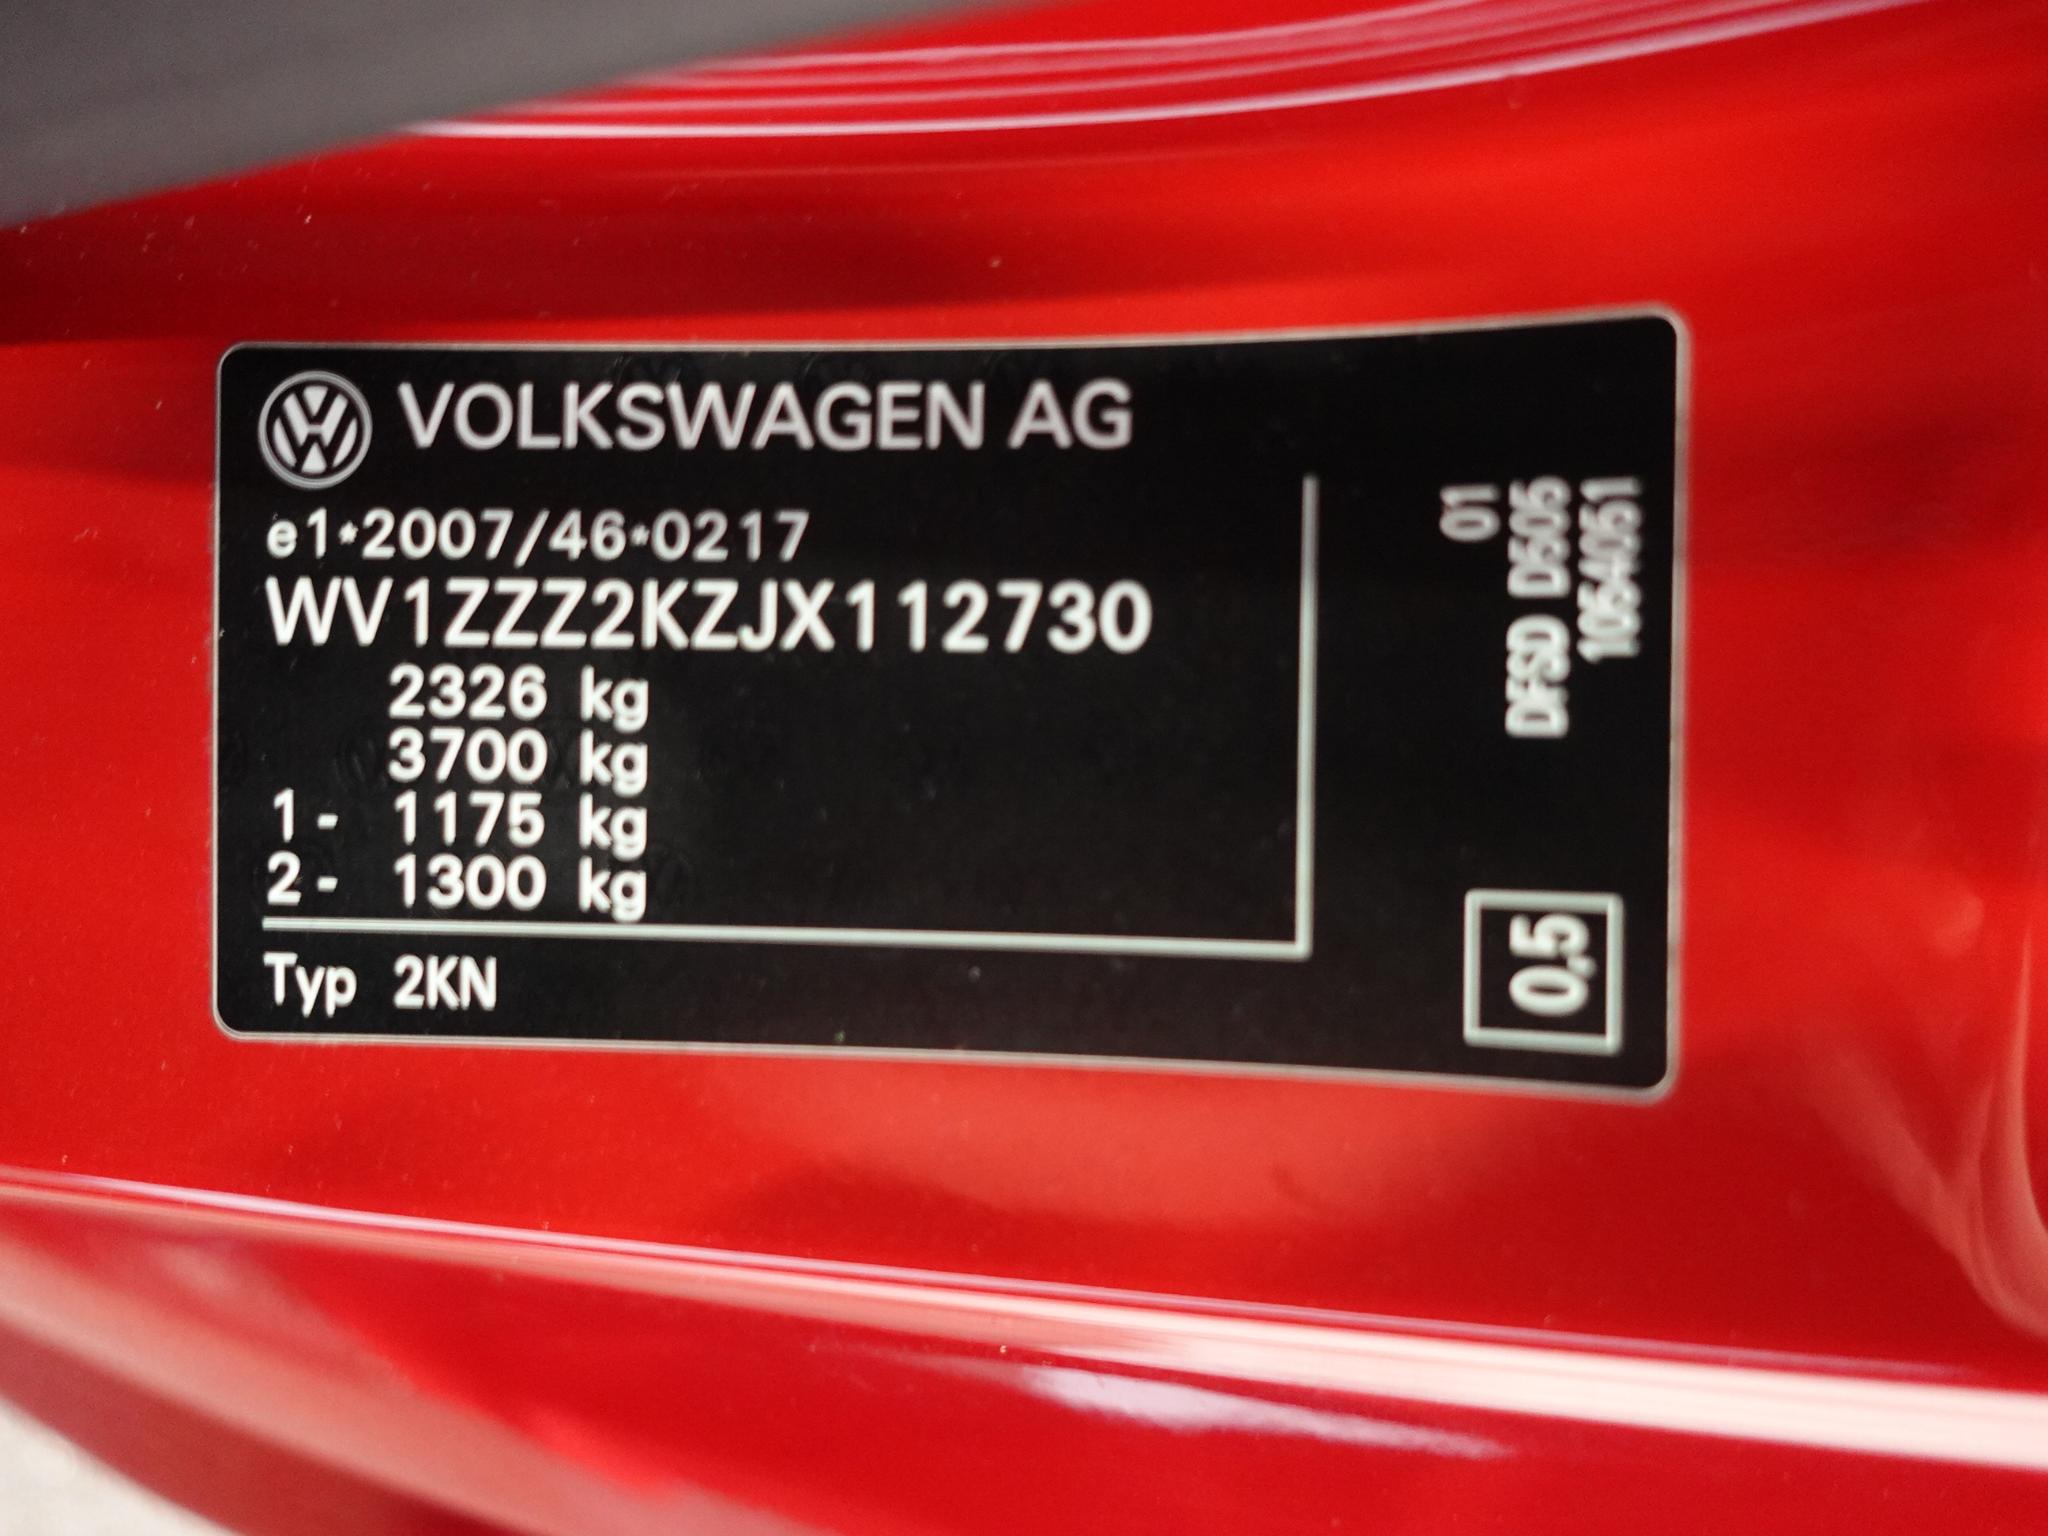 VOLKSWAGEN AG
e1*2007/46*0217
WV1ZZZ2KZJX112730
2326 kg
3700 kg
1- 1175 kg
2- 1300 kg
Typ 2KN
01
DFSD D505
1054051
0,5